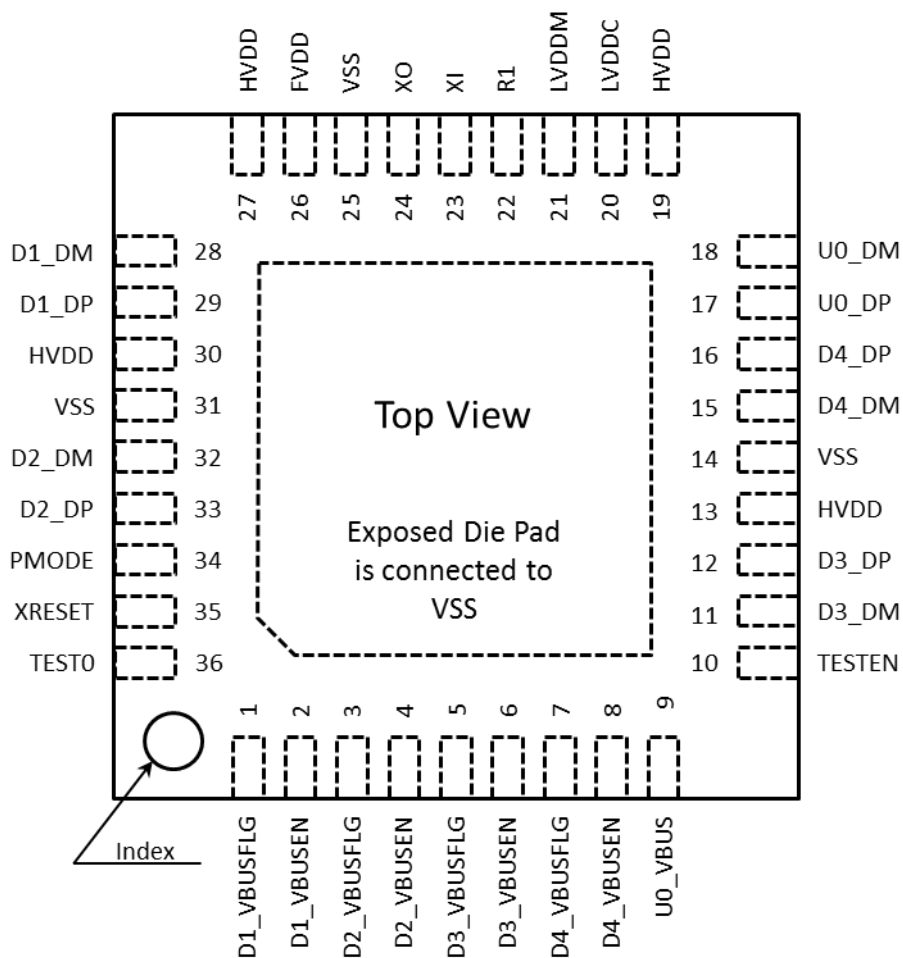 HVDD
FVDD
VSS
XO
XI
R1
LVDDM
LVDDC
HVDD
27
26
25
24
23
22
21
20
19
D1_DM 28
D1_DP 29
HVDD 30
VSS 31
D2_DM 32
D2_DP 33
PMODE 34
XRESET 35
TEST0 36
18 U0_DM
17 U0_DP
16 D4_DP
15 D4_DM
14 VSS
13 HVDD
12 D3_DP
11 D3_DM
10 TESTEN
Top View
Exposed Die Pad
is connected to
VSS
1
2
3
4
5
6
7
8
9
Index
D1_VBUSFLG
D1_VBUSEN
D2_VBUSFLG
D2_VBUSEN
D3_VBUSFLG
D3_VBUSEN
D4_VBUSFLG
D4_VBUSEN
U0_VBUS